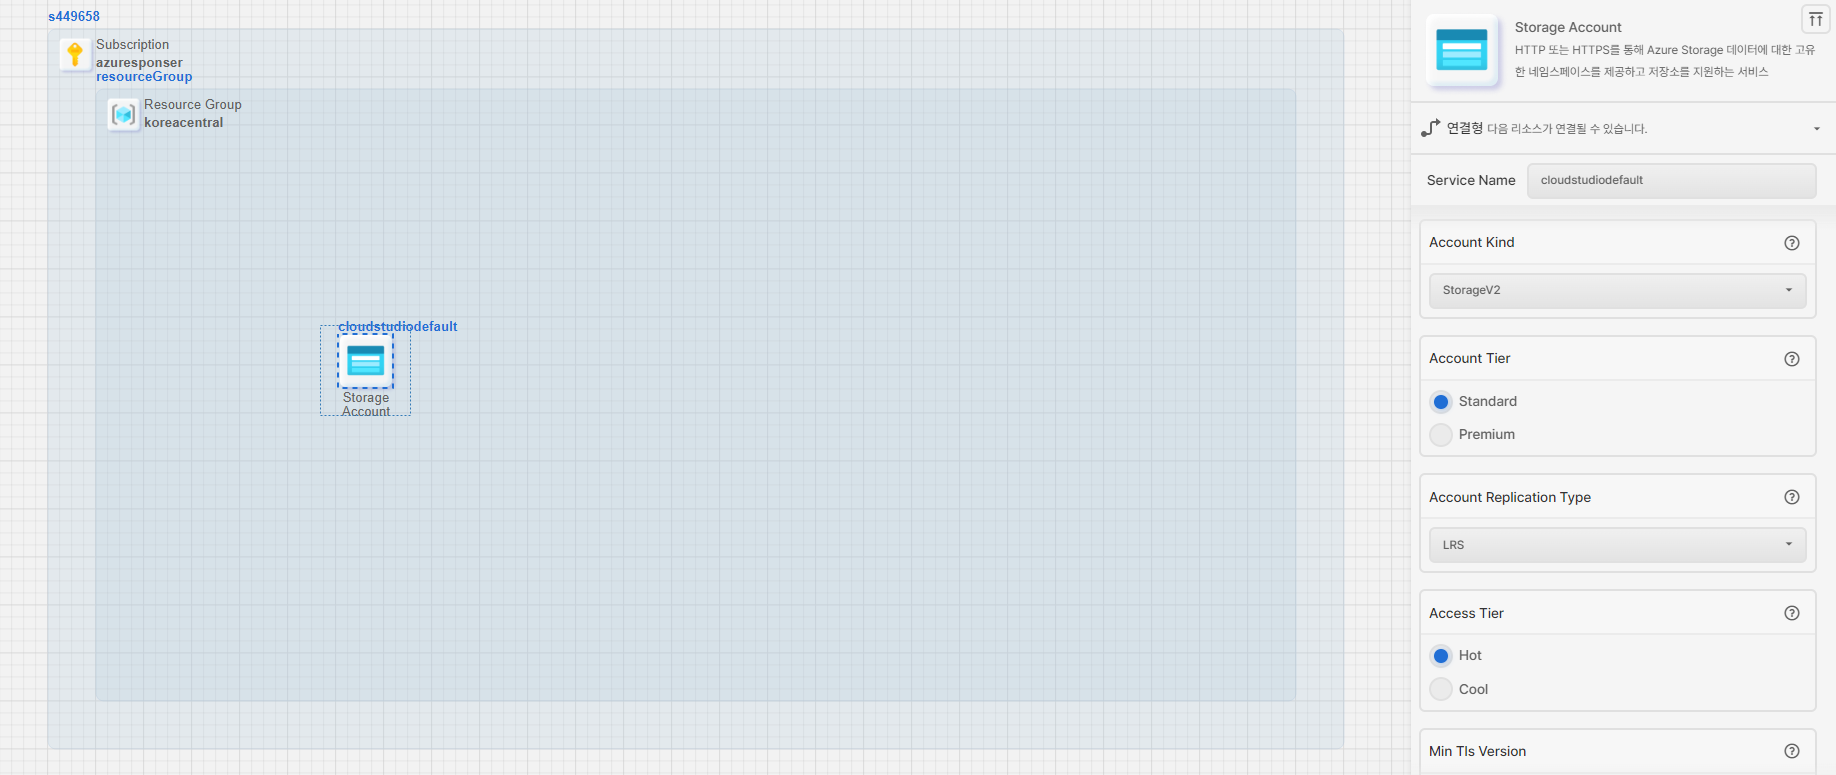 s449658
Subscription
azuresponser
resourceGroup
Resource Group
koreacentral
cloudstudiodefault
Storage
Account
Storage Account
HTTP 또는 HTTPS를 통해 Azure Storage 데이터에 대한 고유
한 네임스페이스를 제공하고 저장소를 지원하는 서비스
연결형 다음 리소스가 연결될 수 있습니다.
Service Name cloudstudiodefault
Account Kind
StorageV2
Account Tier
Standard
Premium
Account Replication Type
LRS
Access Tier
Hot
Cool
Min Tls Version